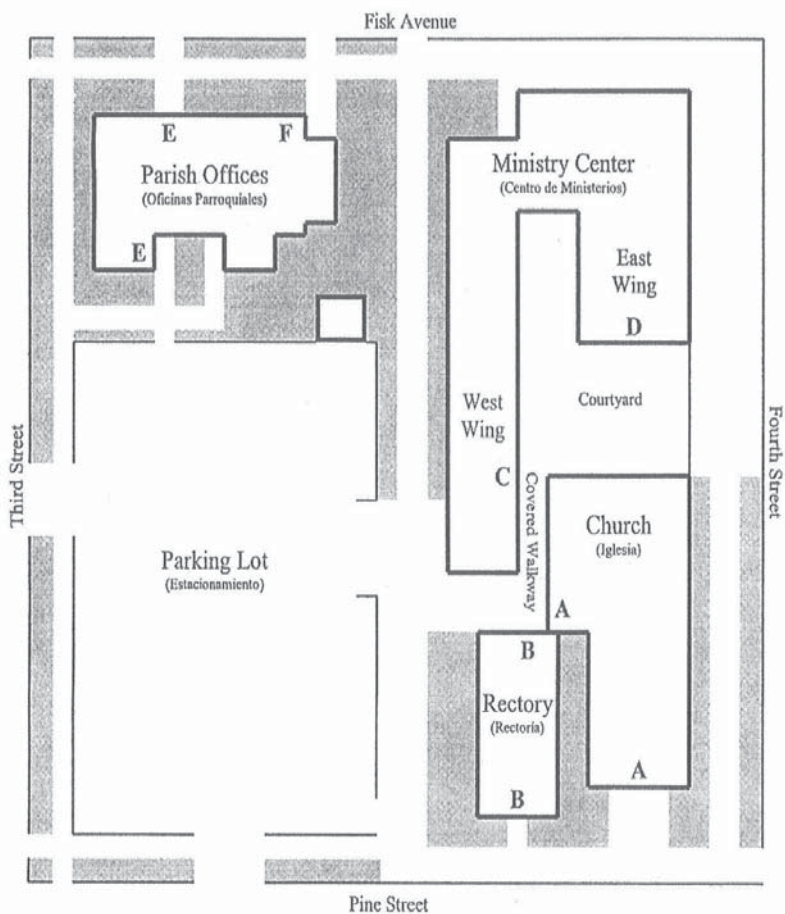 Fisk Avenue
E
F
Parish Offices
(Oficinas Parroquiales)
E
Ministry Center
(Centro de Ministerios)
East
Wing
D
West
Wing
Courtyard
C
Covered Walkway
Third Street
Fourth Street
Church
(Iglesia)
Parking Lot
(Estacionamiento)
A
B
Rectory
(Rectoría)
A
B
Pine Street